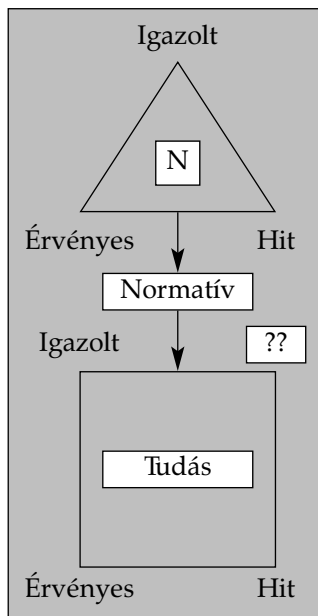 Igazolt
N
Érvényes Hit
Normatív
Igazolt ??
Tudás
Érvényes Hit